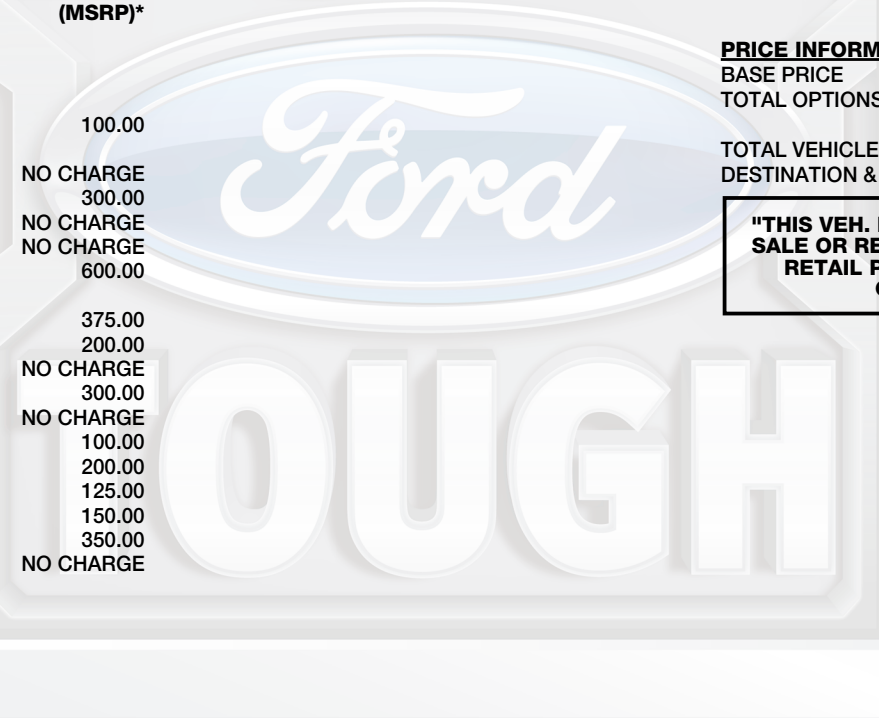 (MSRP)*
100.00
NO CHARGE
300.00
NO CHARGE
NO CHARGE
600.00
375.00
200.00
NO CHARGE
300.00
NO CHARGE
100.00
200.00
125.00
150.00
350.00
NO CHARGE
PRICE INFORM
BASE PRICE
TOTAL OPTIONS
TOTAL VEHICLE
DESTINATION &
"THIS VEH.
SALE OR RE
RETAIL P
Ford
TOUGH